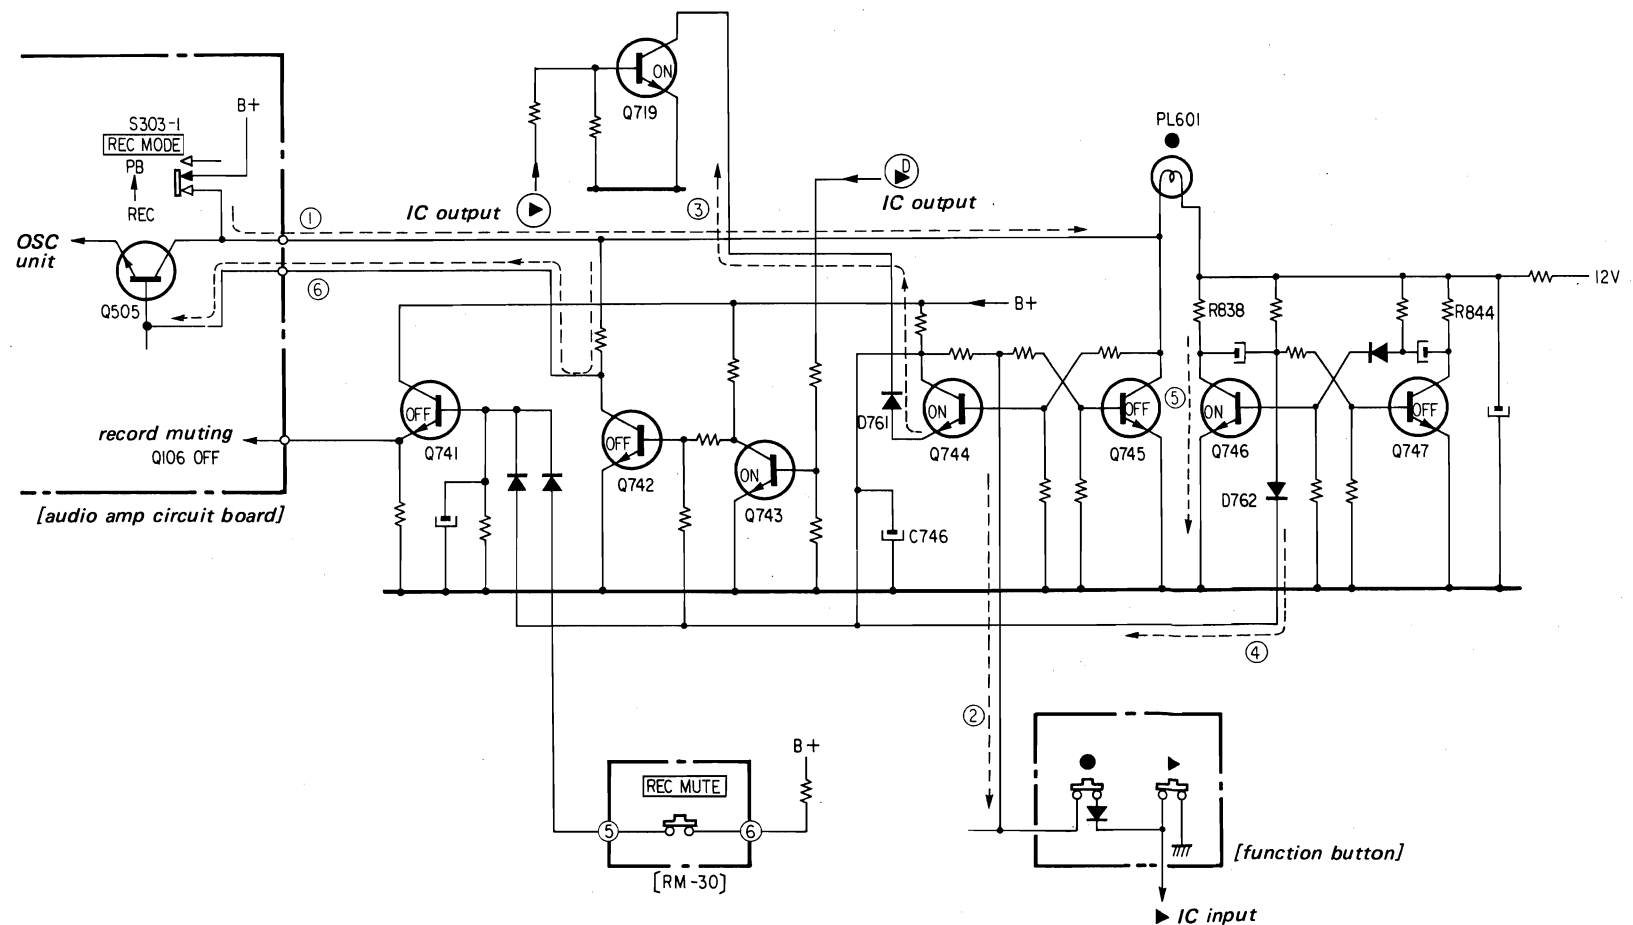 ON
Q719
PL601
B+
S303-1
REC MODE
PB
REC
IC output
D
IC output
①
③
OSC
unit
Q505
⑥
B+
12V
R838
R844
OFF
Q741
record muting
Q106 OFF
OFF
Q742
ON
Q743
D761
ON
Q744
OFF
Q745
⑤
ON
Q746
OFF
Q747
D762
C746
[audio amp circuit board]
④
②
B+
REC MUTE
5
6
[RM-30]
[function button]
▶ IC input